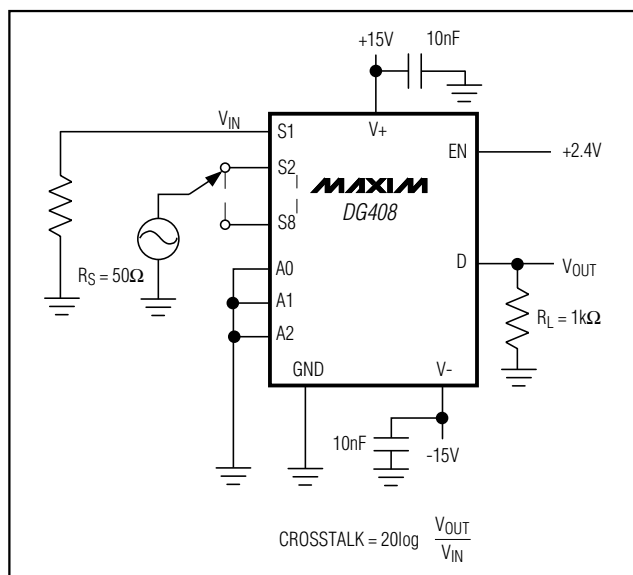 +15V
10nF
V_IN
S1
V+
S2
EN
+2.4V
MAXIM
DG408
S8
R_S = 50Ω
A0
D
V_OUT
A1
R_L = 1kΩ
A2
GND
V-
10nF
-15V
CROSSTALK = 20log V_OUT / V_IN